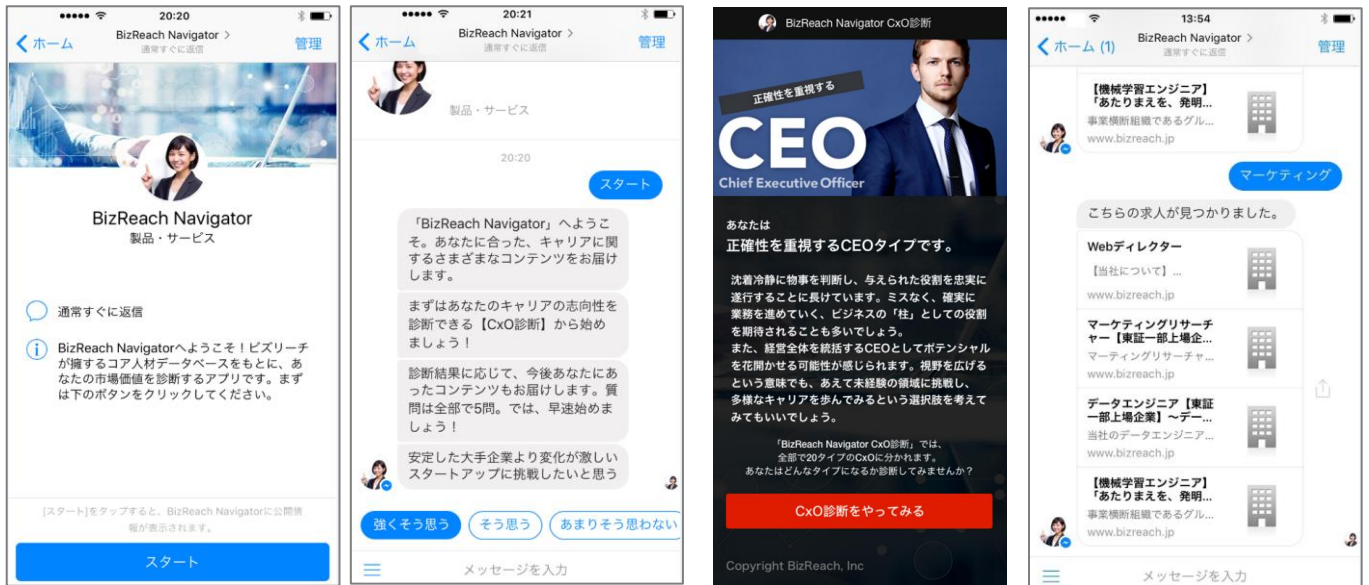 20:20
ホーム
BizReach Navigator >
通常すぐに返信
管理
BizReach Navigator
製品・サービス
通常すぐに返信
BizReach Navigatorへようこそ！ビズリーチ
が擁するコア人材データベースをもとに、あ
なたの市場価値を診断するアプリです。まず
は下のボタンをクリックしてください。
[スタート]をタップすると、BizReach Navigatorに公開情
報が表示されます。
スタート
20:21
ホーム
BizReach Navigator >
通常すぐに返信
管理
製品・サービス
20:20
スタート
「BizReach Navigator」へようこ
そ。あなたに合った、キャリアに関
するさまざまなコンテンツをお届け
します。
まずはあなたのキャリアの志向性を
診断できる【CxO診断】から始め
ましょう！
診断結果に応じて、今後あなたにあ
ったコンテンツもお届けします。質
問は全部で5問。では、早速始めま
しょう！
安定した大手企業より変化が激しい
スタートアップに挑戦したいと思う
強くそう思う
そう思う
あまりそう思わない
メッセージを入力
BizReach Navigator CxO診断
正確性を重視する
CEO
Chief Executive Officer
あなたは
正確性を重視するCEOタイプです。
沈着冷静に物事を判断し、与えられた役割を忠実に
遂行することに長けています。ミスなく、確実に
業務を進めていく、ビジネスの「柱」としての役割
を期待されることも多いでしょう。
また、経営全体を統括するCEOとしてポテンシャル
を花開かせる可能性が感じられます。視野を広げる
という意味でも、あえて未経験の領域に挑戦し、
多様なキャリアを歩んでみるという選択肢を考えて
みてもいいでしょう。
「BizReach Navigator CxO診断」では、
全部で20タイプのCxOに分かれます。
あなたはどんなタイプになるか診断してみませんか？
CxO診断をやってみる
Copyright BizReach, Inc
13:54
ホーム (1)
BizReach Navigator >
通常すぐに返信
管理
【機械学習エンジニア】
「あたりまえを、発明...
事業横断組織であるグル...
www.bizreach.jp
マーケティング
こちらの求人が見つかりました。
Webディレクター
【当社について】...
www.bizreach.jp
マーケティングリサーチ
ャー【東証一部上場企...
マーティングリサーチャ...
www.bizreach.jp
データエンジニア【東証
一部上場企業】～デー...
当社のデータエンジニア...
www.bizreach.jp
【機械学習エンジニア】
「あたりまえを、発明...
事業横断組織であるグル...
www.bizreach.jp
メッセージを入力